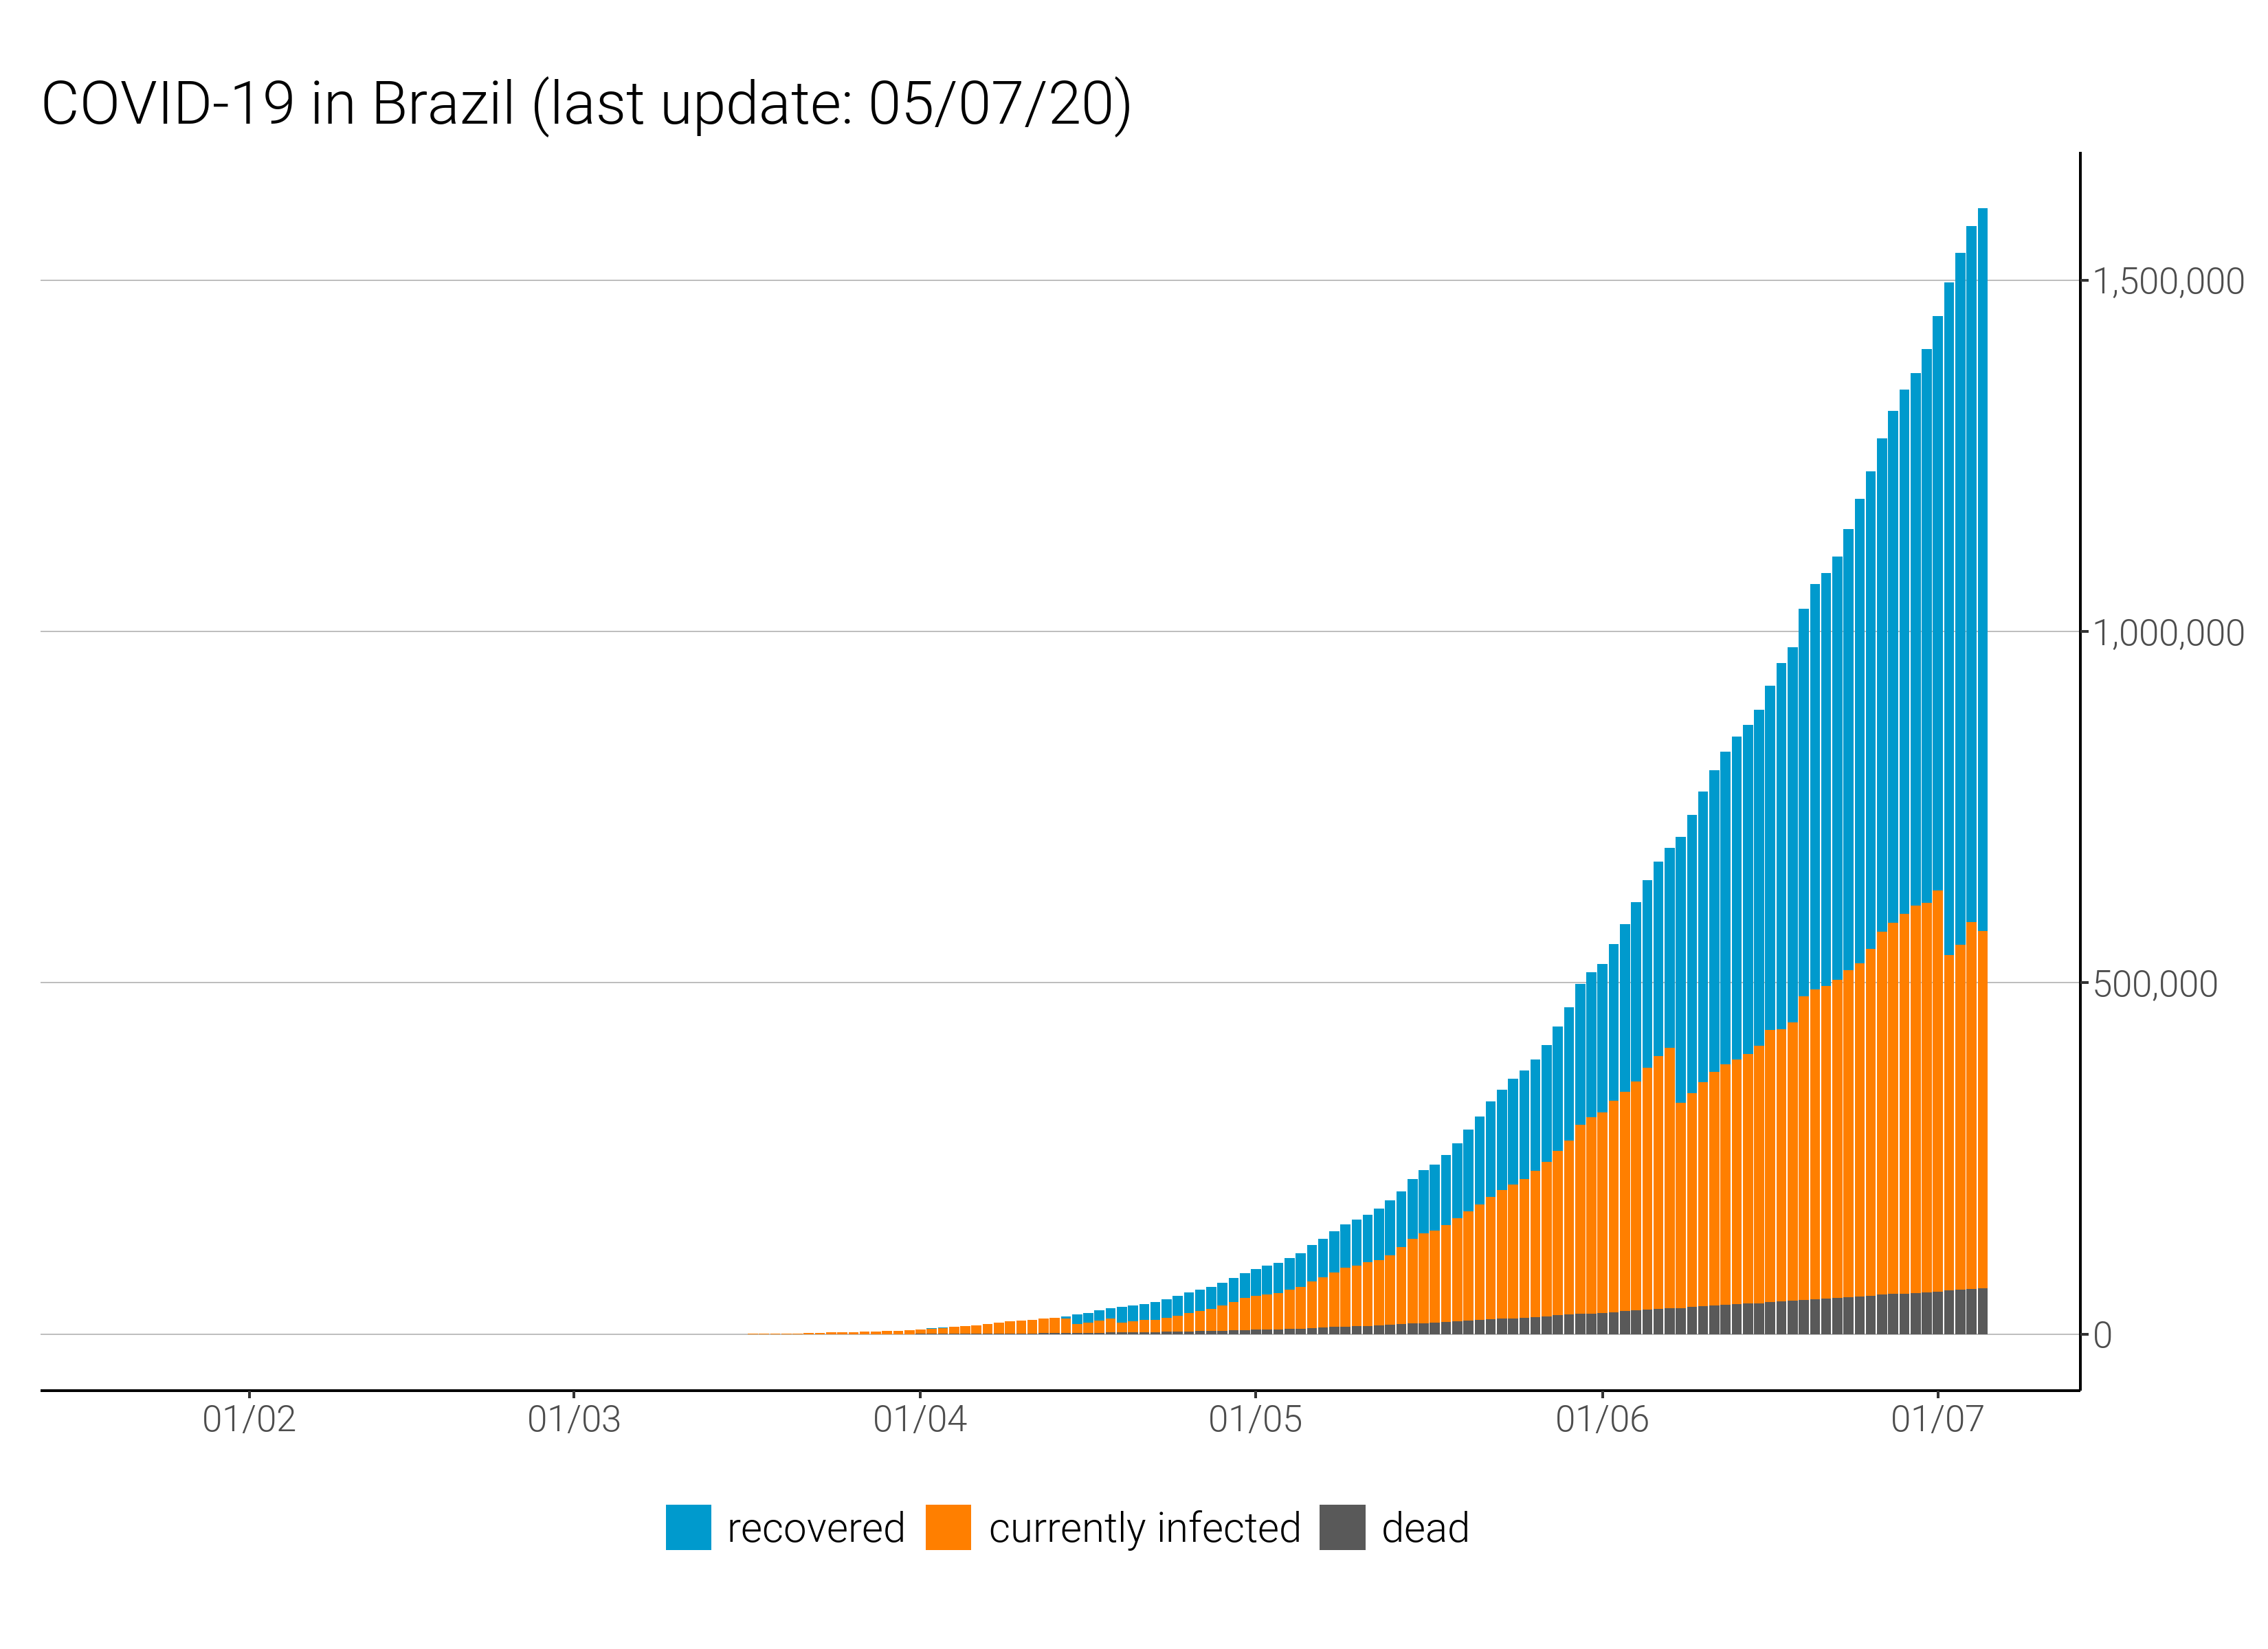 COVID-19 in Brazil (last update: 05/07/20)
1,500,000
1,000,000
500,000
0
01/02 01/03 01/04 01/05 01/06 01/07
recovered currently infected dead